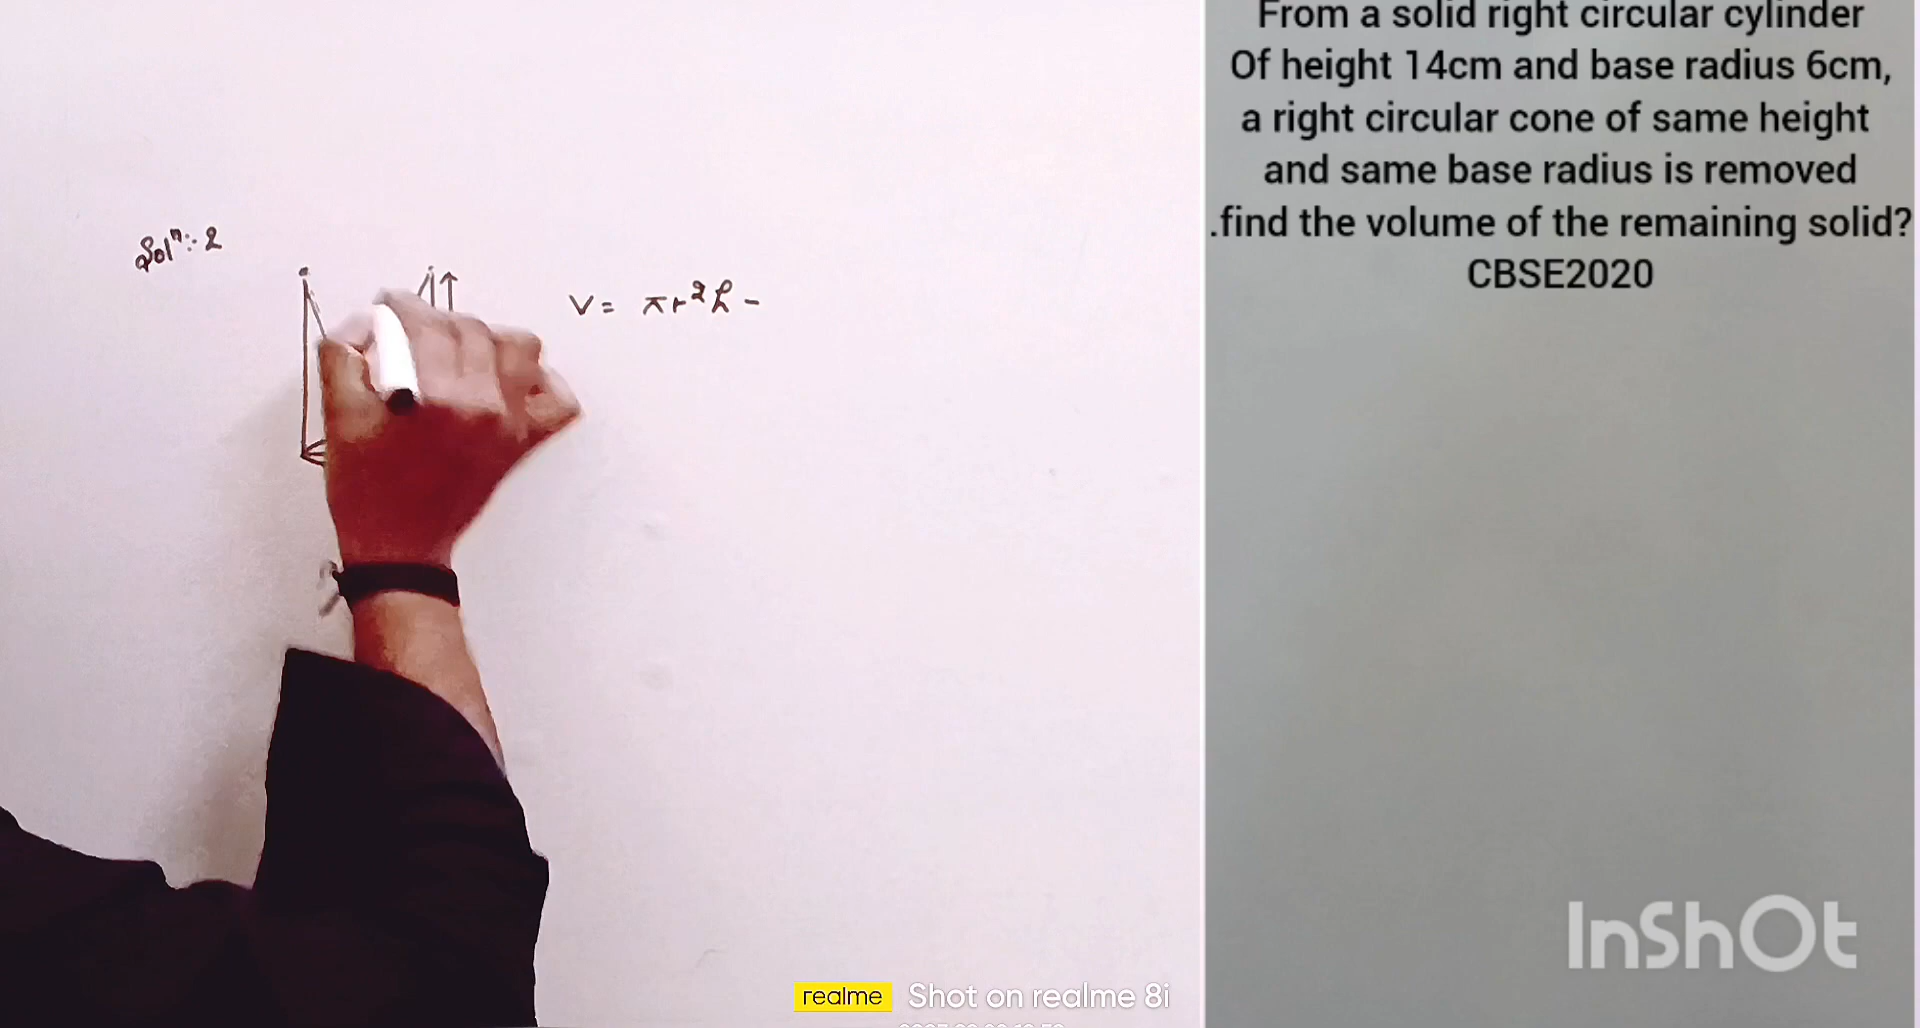 From a solid right circular cylinder
Of height 14cm and base radius 6cm,
a right circular cone of same height
and same base radius is removed
.find the volume of the remaining solid?
CBSE2020
Solⁿ:- 2
V = πr²h -
InShOt
realme Shot on realme 8i